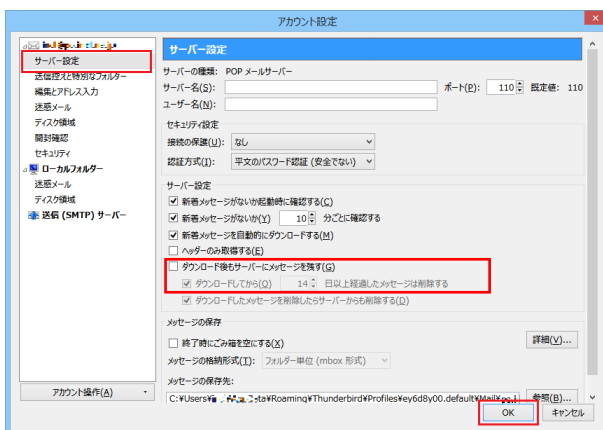 アカウント設定
サーバー設定
送信控えと特別なフォルダー
編集とアドレス入力
迷惑メール
ディスク領域
開封確認
セキュリティ
ローカルフォルダー
迷惑メール
ディスク領域
送信 (SMTP) サーバー
アカウント操作(A)
サーバー設定
サーバーの種類: POP メールサーバー
サーバー名(S): ポート(P): 110 既定値: 110
ユーザー名(N):
セキュリティ設定
接続の保護(U): なし
認証方式(I): 平文のパスワード認証 (安全でない)
サーバー設定
新着メッセージがないか起動時に確認する(C)
新着メッセージがないか(Y) 10 分ごとに確認する
新着メッセージを自動的にダウンロードする(M)
ヘッダーのみ取得する(E)
ダウンロード後もサーバーにメッセージを残す(G)
ダウンロードしてから(O) 14 日以上経過したメッセージは削除する
ダウンロードしたメッセージを削除したらサーバーからも削除する(D)
メッセージの保存
終了時にごみ箱を空にする(X) 詳細(V)...
メッセージの格納形式(T): フォルダー単位 (mbox 形式)
メッセージの保存先:
C:¥Users¥ ta¥Roaming¥Thunderbird¥Profiles¥ey6d8y00.default¥Mail¥ 参照(B)...
OK キャンセル